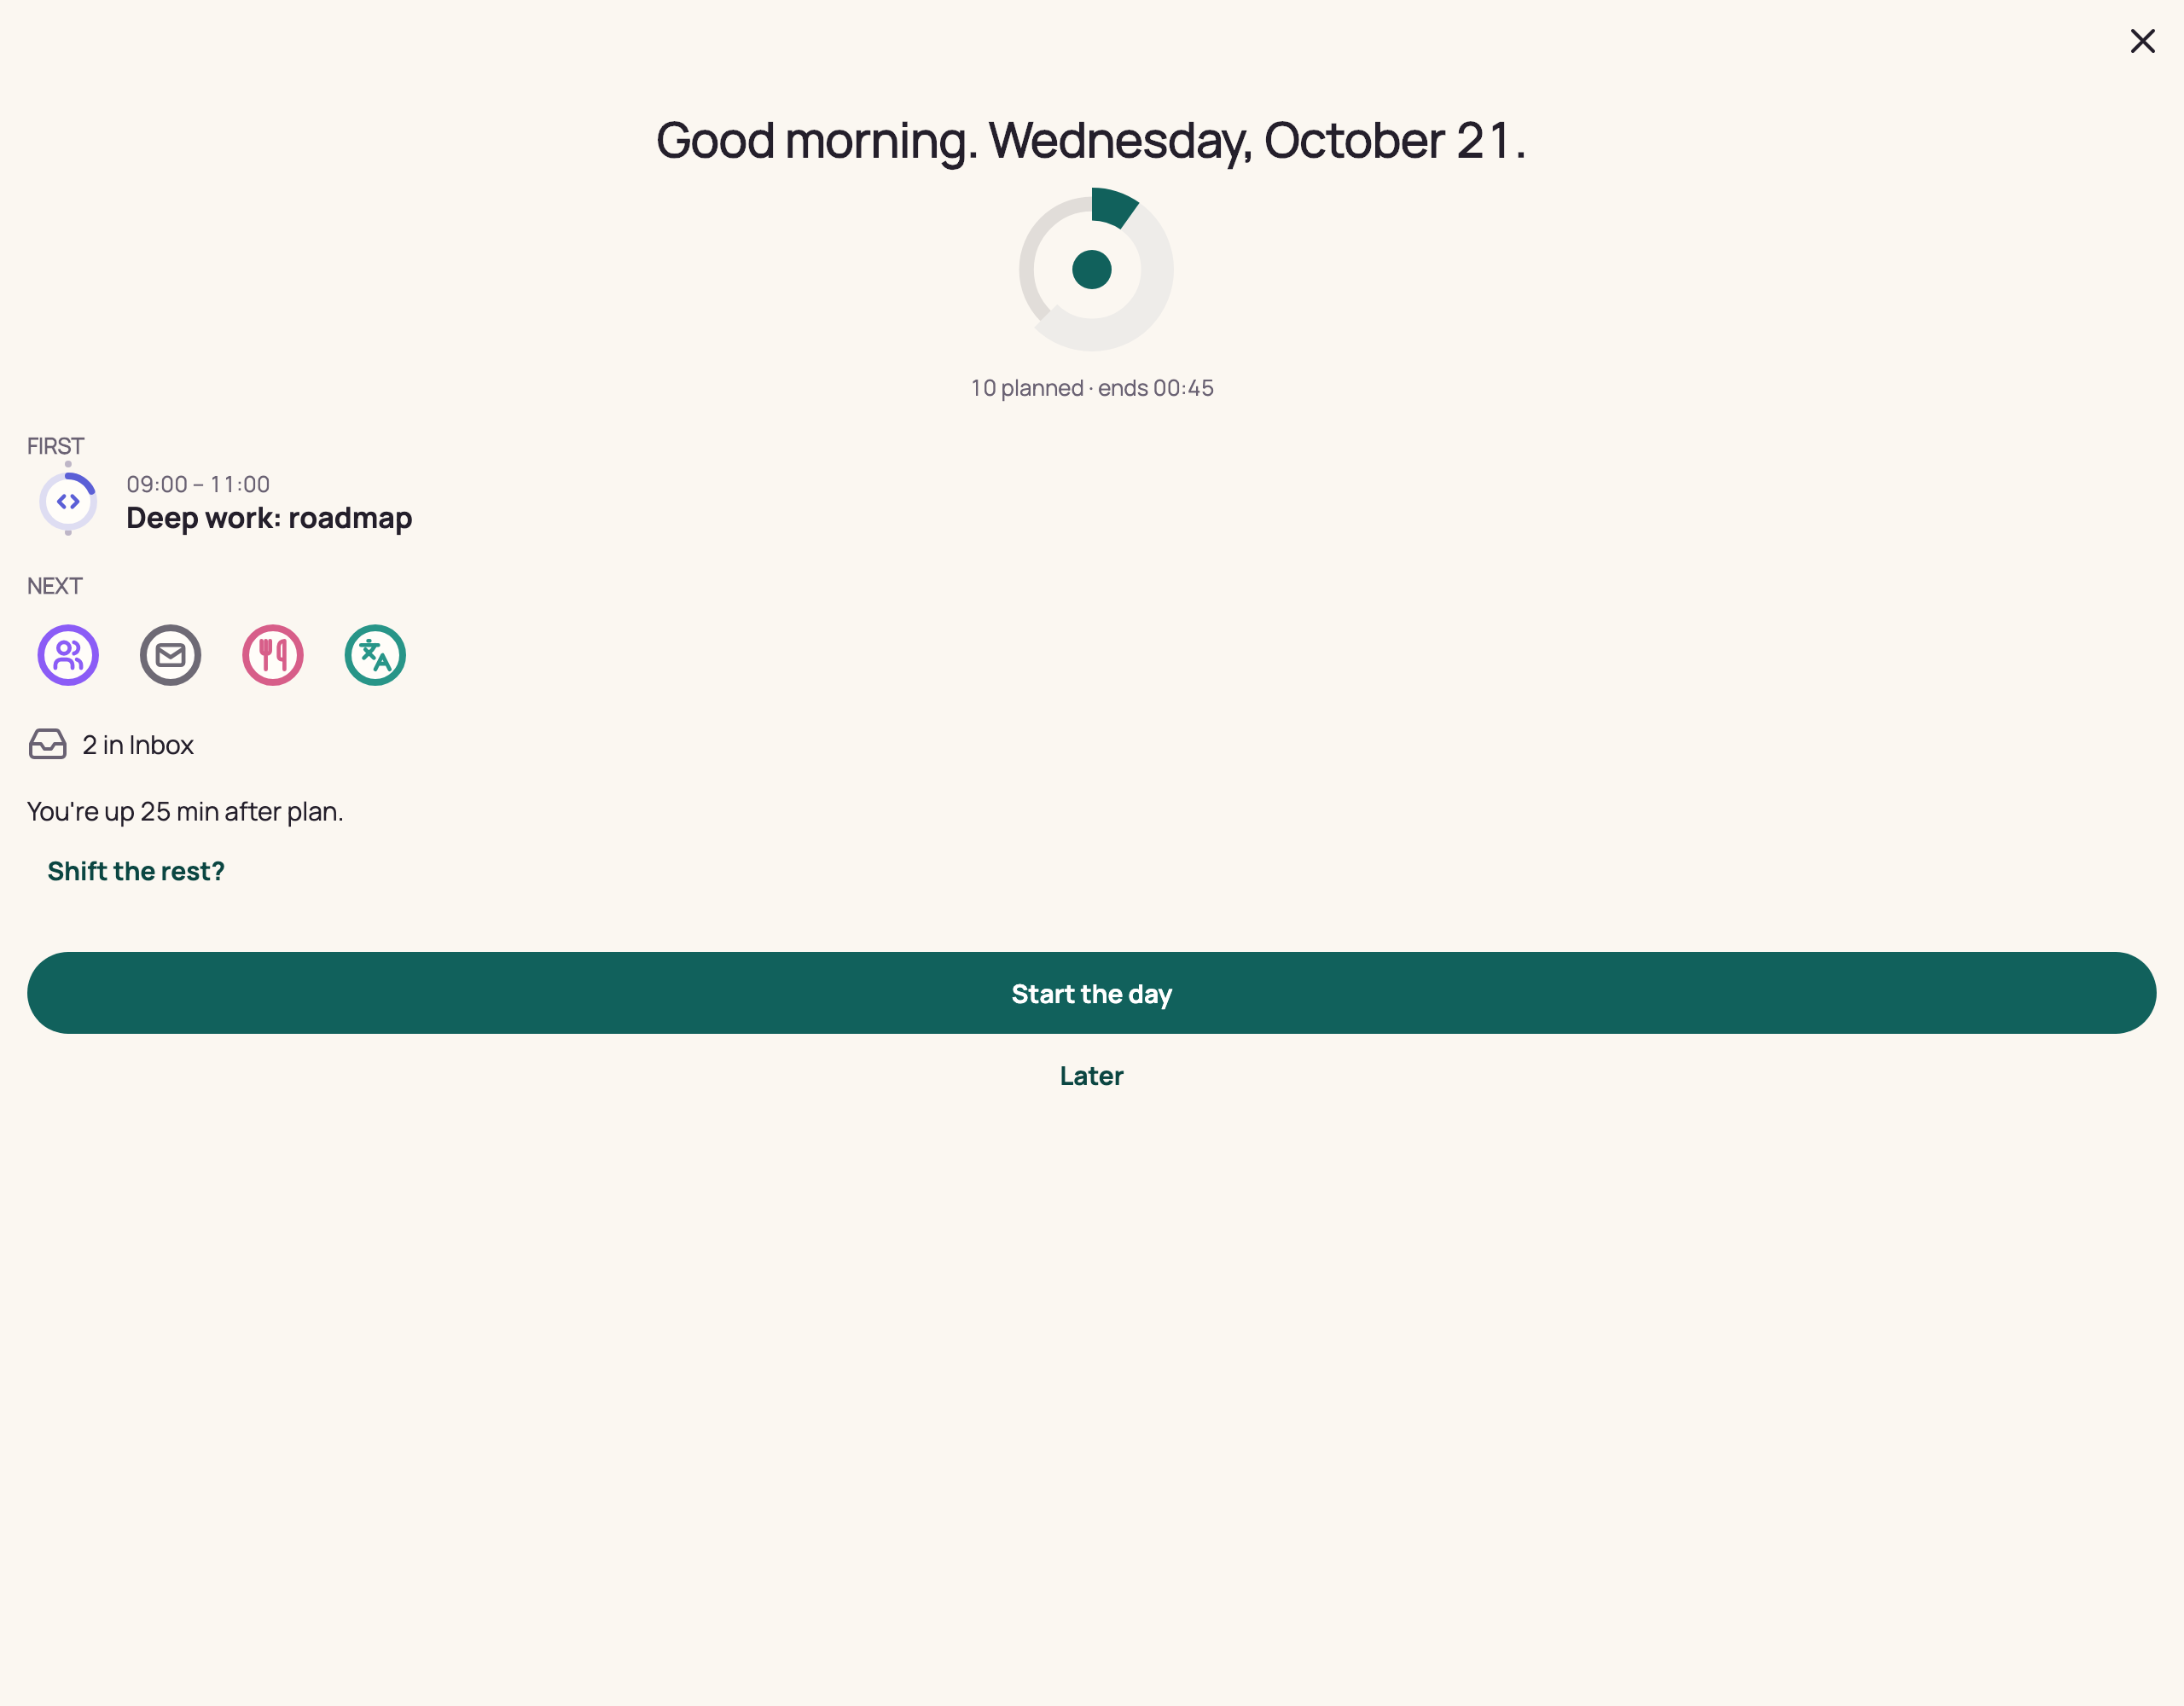 Good morning. Wednesday, October 21.
10 planned · ends 00:45
FIRST
09:00 – 11:00
Deep work: roadmap
NEXT
2 in Inbox
You're up 25 min after plan.
Shift the rest?
Start the day
Later